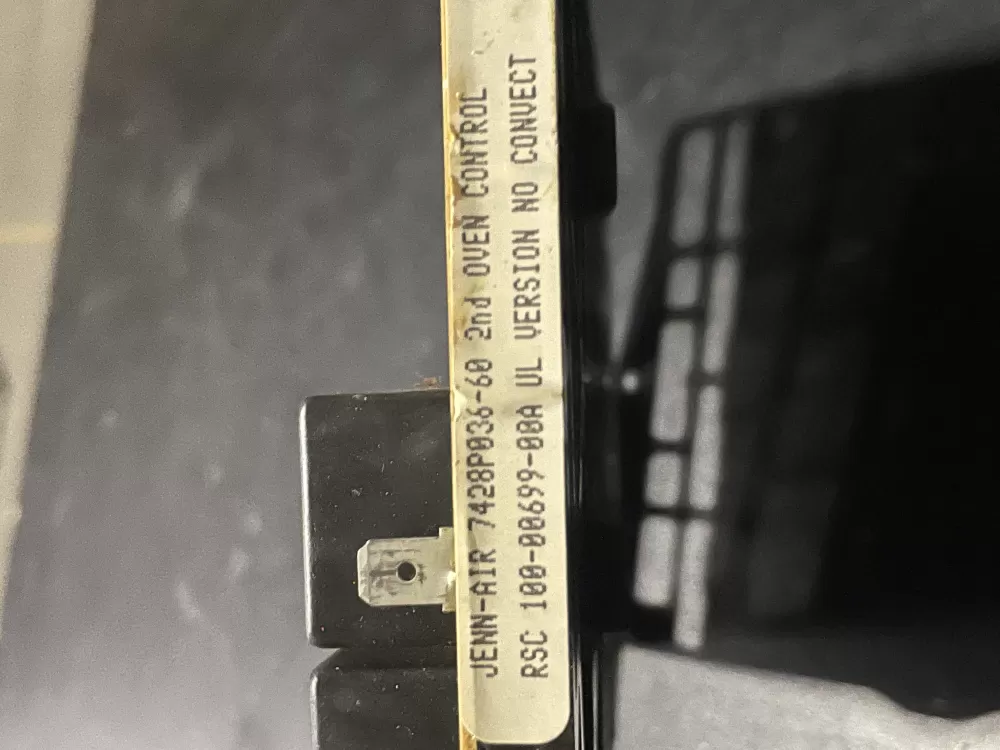 JENN-AIR 7428P036-60 2nd OVEN CONTROL
RSC 100-00699-00A UL VERSION NO CONVECT